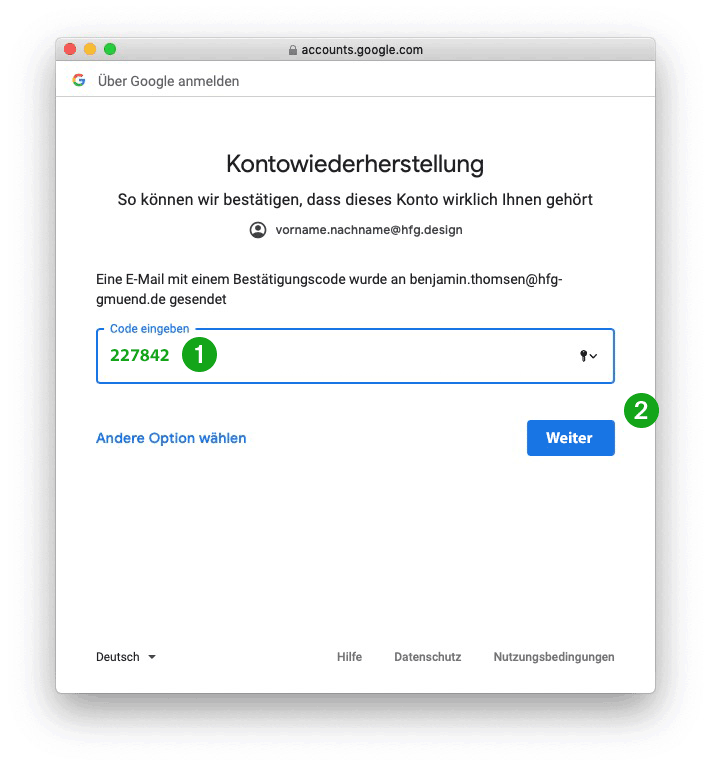 accounts.google.com
Über Google anmelden
Kontowiederherstellung
So können wir bestätigen, dass dieses Konto wirklich Ihnen gehört
vorname.nachname@hfg.design
Eine E-Mail mit einem Bestätigungscode wurde an benjamin.thomsen@hfg-
gmuend.de gesendet
Code eingeben
227842 1
2
Andere Option wählen Weiter
Deutsch Hilfe Datenschutz Nutzungsbedingungen